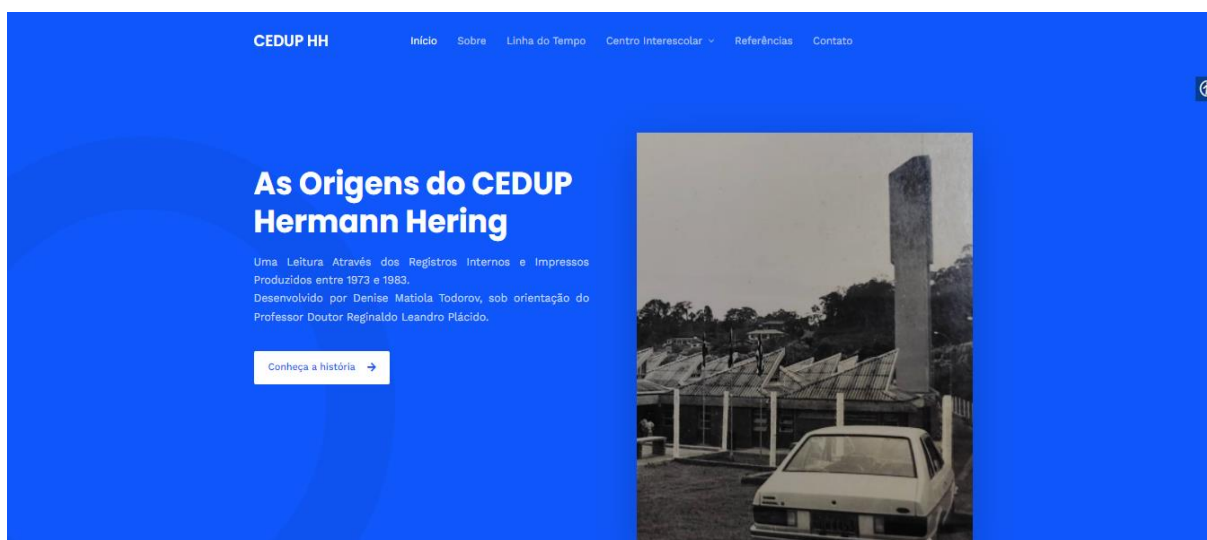 CEDUP HH
Início Sobre Linha do Tempo Centro Interescolar Referências Contato
As Origens do CEDUP
Hermann Hering
Uma Leitura Através dos Registros Internos e Impressos
Produzidos entre 1973 e 1983.
Desenvolvido por Denise Matiola Todorov, sob orientação do
Professor Doutor Reginaldo Leandro Plácido.
Conheça a história